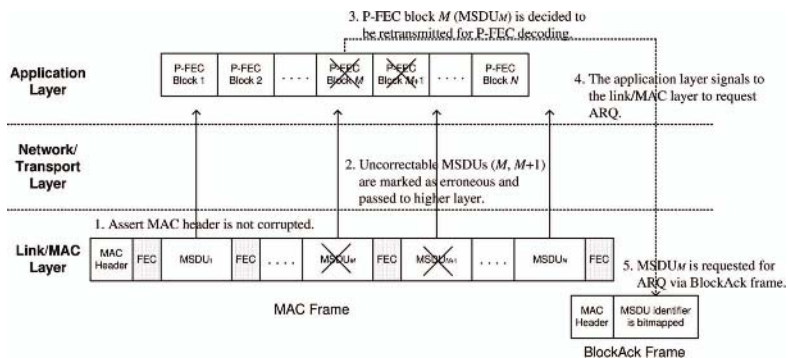 3. P-FEC block M (MSDUM) is decided to
be retransmitted for P-FEC decoding.
Application
Layer
P-FEC
Block 1
P-FEC
Block 2
. . . .
P-FEC
Block M
P-FEC
Block M+1
. . . .
P-FEC
Block N
4. The application layer signals to
the link/MAC layer to request
ARQ.
Network/
Transport
Layer
2. Uncorrectable MSDUs (M, M+1)
are marked as erroneous and
passed to higher layer.
1. Assert MAC header is not corrupted.
Link/MAC
Layer
MAC
Header
FEC
MSDU1
FEC
. . . .
MSDUM
FEC
MSDUM+1
. . . .
MSDUN
FEC
5. MSDUM is requested for
ARQ via BlockAck frame.
MAC Frame
MAC
Header
MSDU identifier
is bitmapped
BlockAck Frame